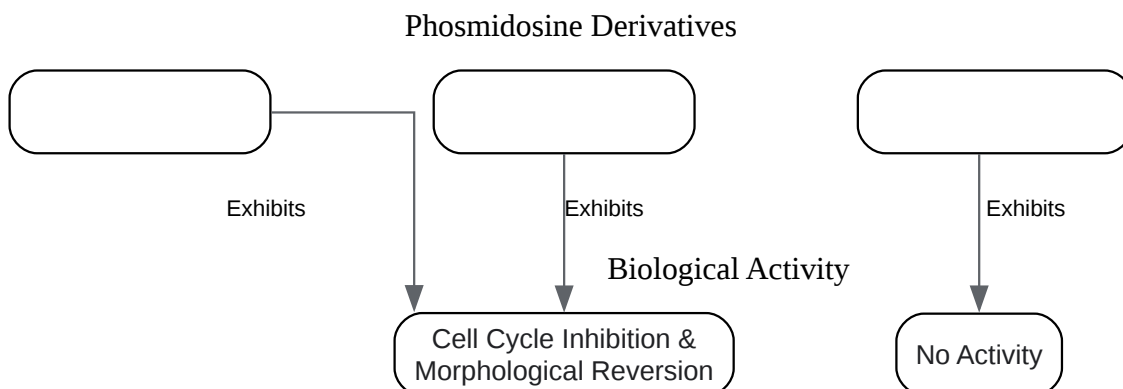 Phosmidosine Derivatives
Exhibits
Exhibits
Exhibits
Biological Activity
Cell Cycle Inhibition &
Morphological Reversion
No Activity